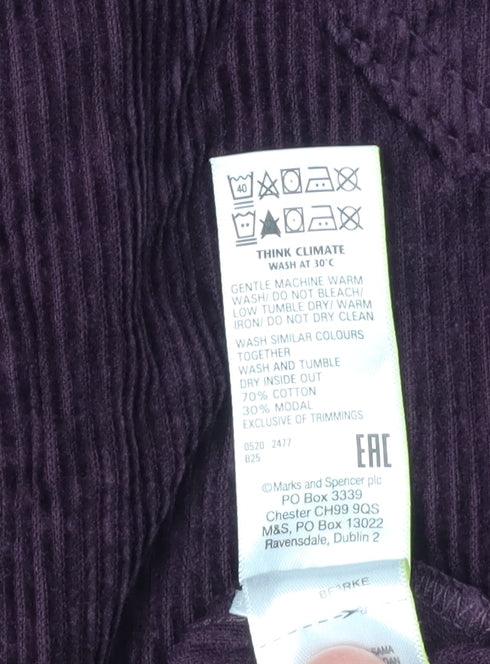 40
THINK CLIMATE
WASH AT 30°C
GENTLE MACHINE WARM
WASH/ DO NOT BLEACH/
LOW TUMBLE DRY/ WARM
IRON/ DO NOT DRY CLEAN
WASH SIMILAR COLOURS
TOGETHER
WASH AND TUMBLE
DRY INSIDE OUT
70% COTTON
30% MODAL
EXCLUSIVE OF TRIMMINGS
0520 2477
B25
EAC
©Marks and Spencer plc
PO Box 3339
Chester CH99 9QS
M&S, PO Box 13022
Ravensdale, Dublin 2